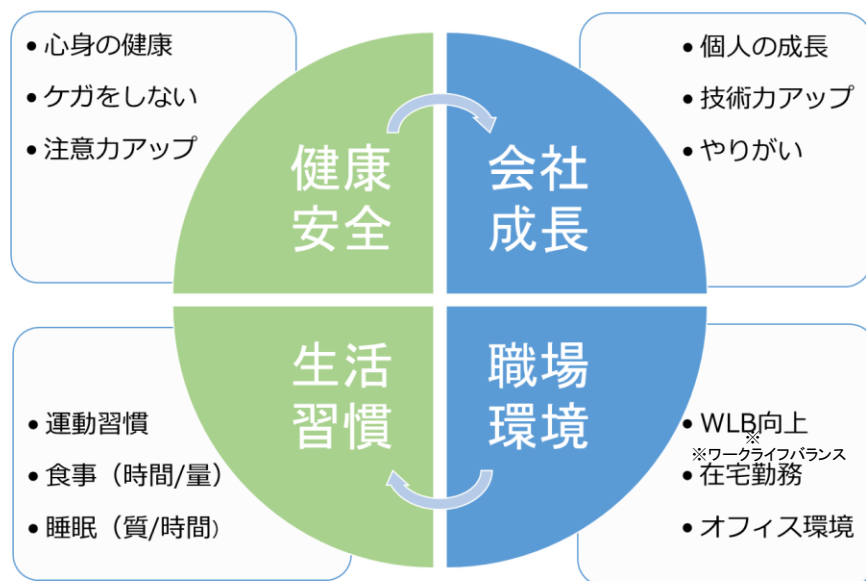 • 心身の健康
• ケガをしない
• 注意力アップ
健康
安全
会社
成長
• 個人の成長
• 技術力アップ
• やりがい
• 運動習慣
• 食事（時間/量）
• 睡眠（質/時間）
生活
習慣
職場
環境
• WLB向上
※
※ワークライフバランス
• 在宅勤務
• オフィス環境